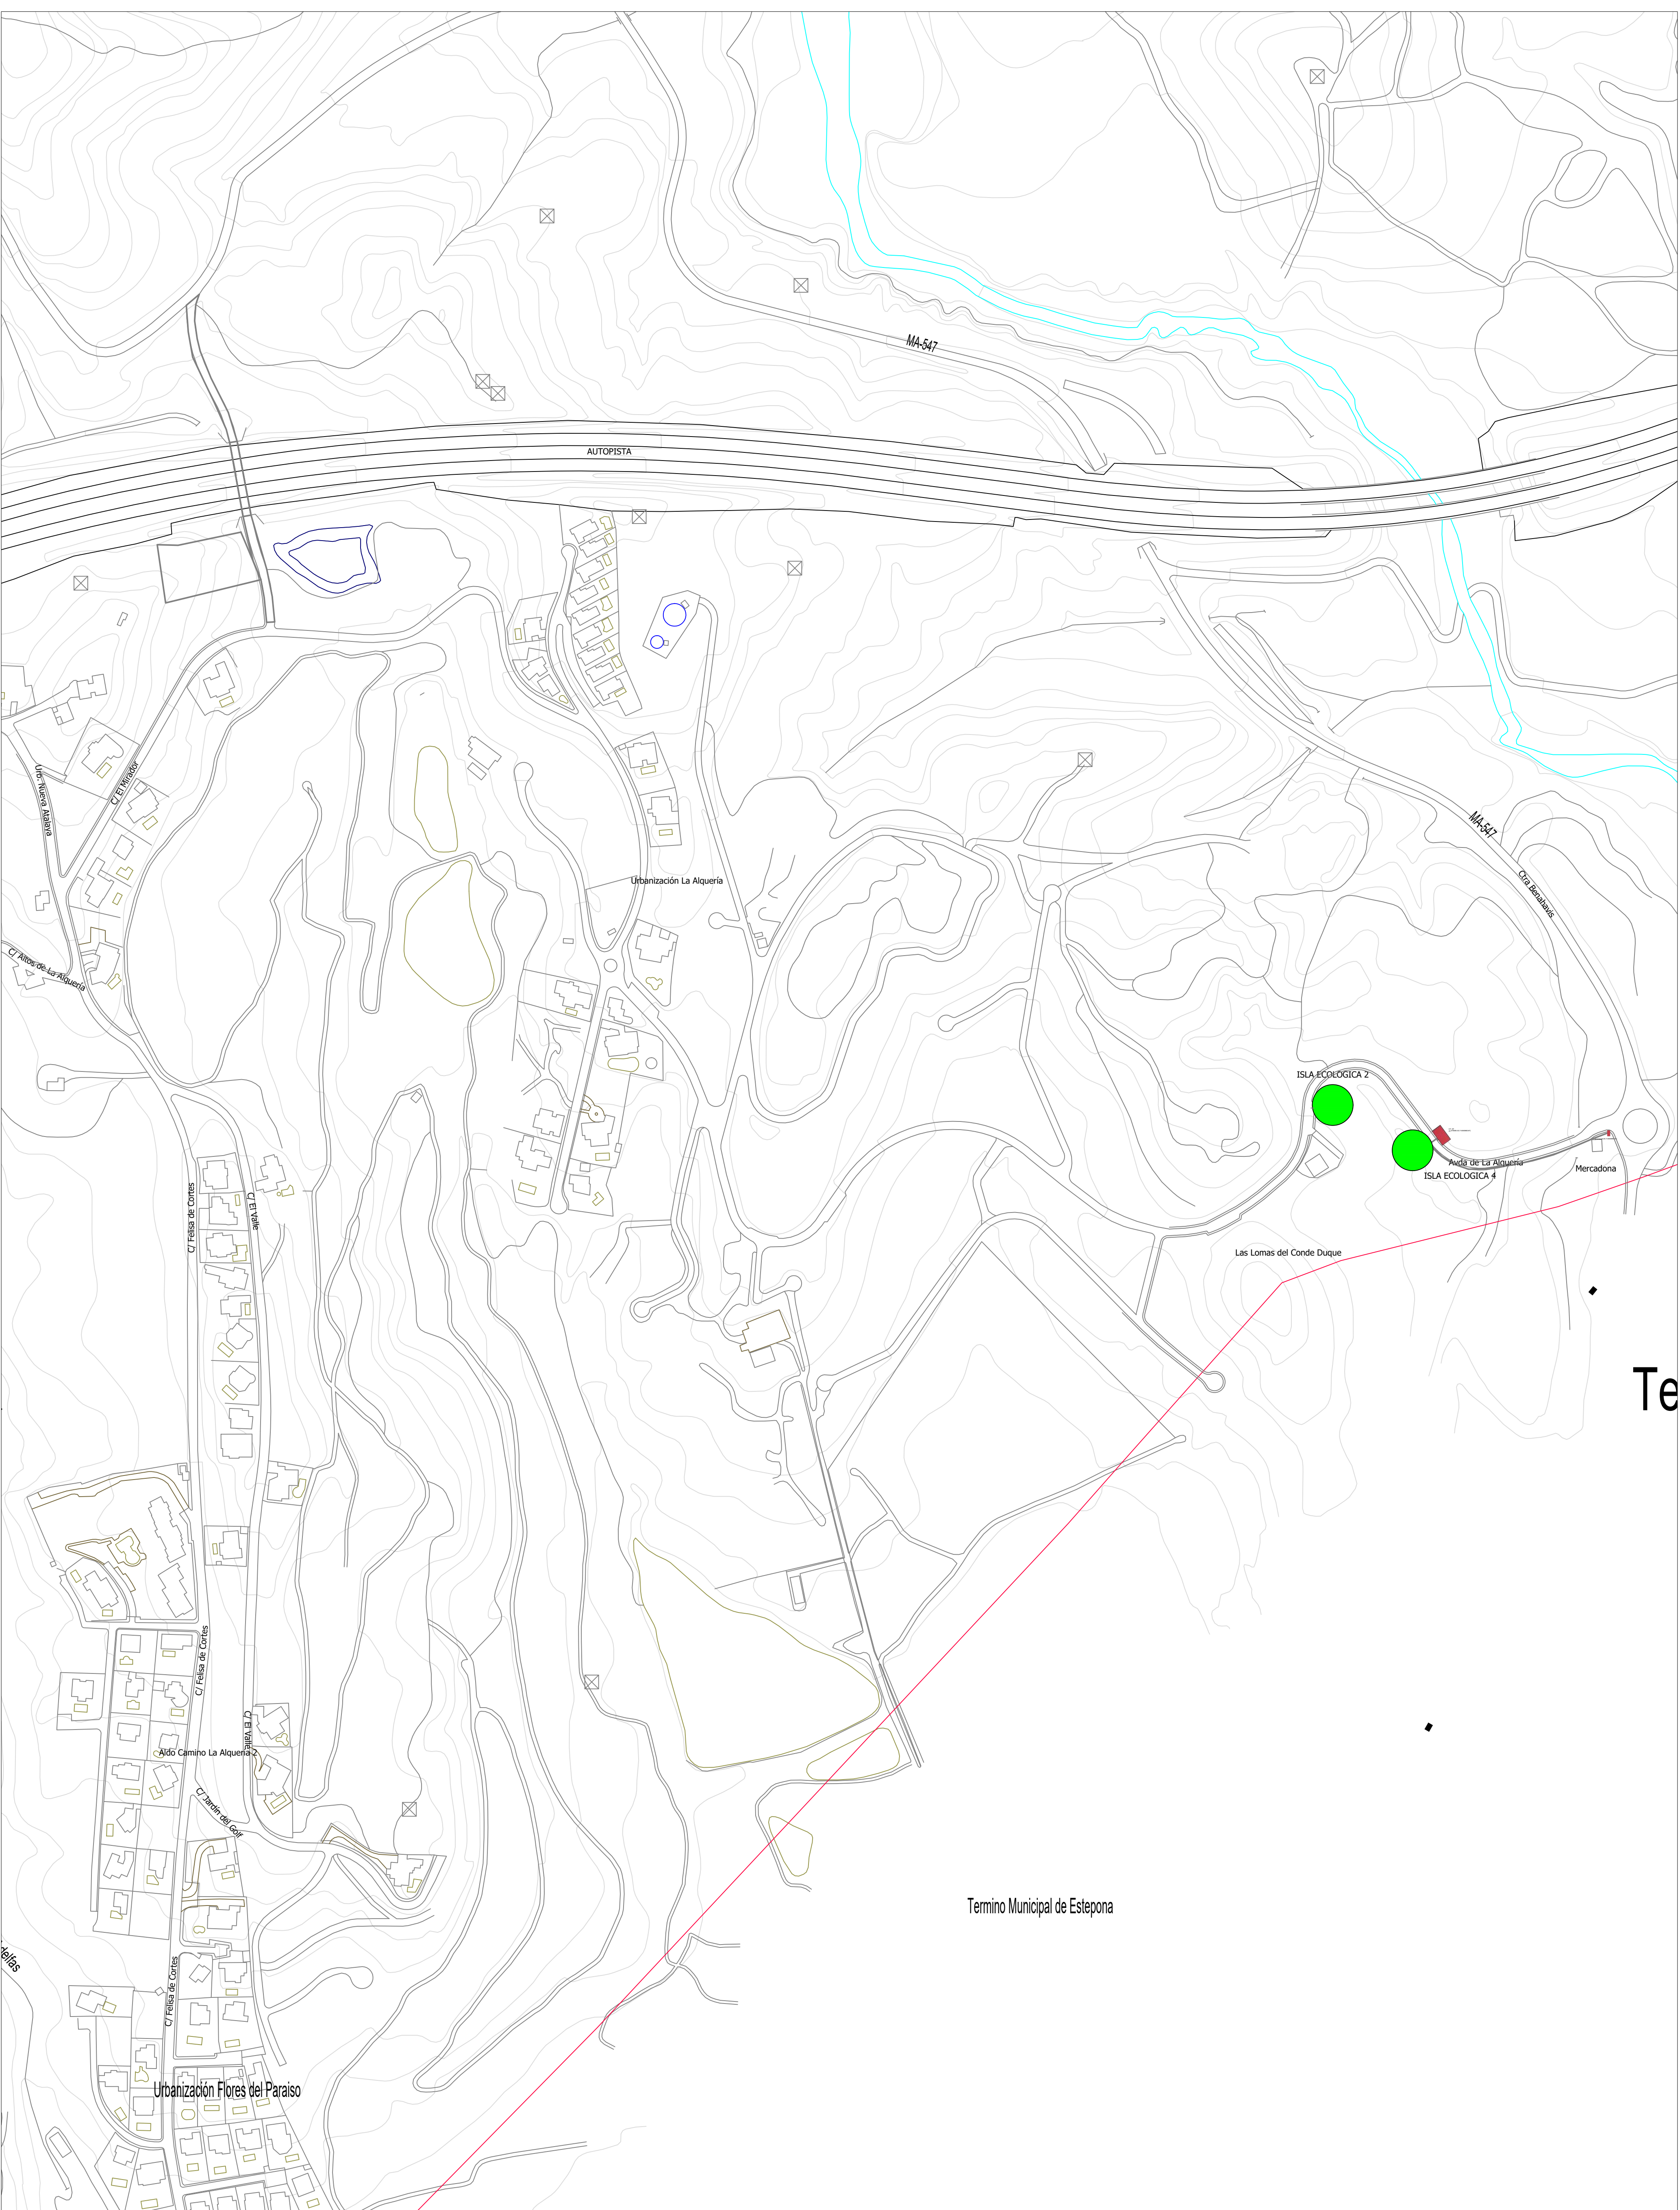 MA-547
AUTOPISTA
Urb. Nueva Atalaya
C/ El Mirador
MA-547
Urbanización La Alquería
Ctra Benahavis
C/ Altos de La Alquería
ISLA ECOLOGICA 2
Avda de La Alquería
Mercadona
ISLA ECOLOGICA 4
C/ Felisa de Cortes
C/ El Valle
Las Lomas del Conde Duque
Te
C/ Felisa de Cortes
C/ El Valle
Aldo Camino La Alqueria 2
C/ Jardin del Golf
Termino Municipal de Estepona
delfas
C/ Felisa de Cortes
Urbanización Flores del Paraiso